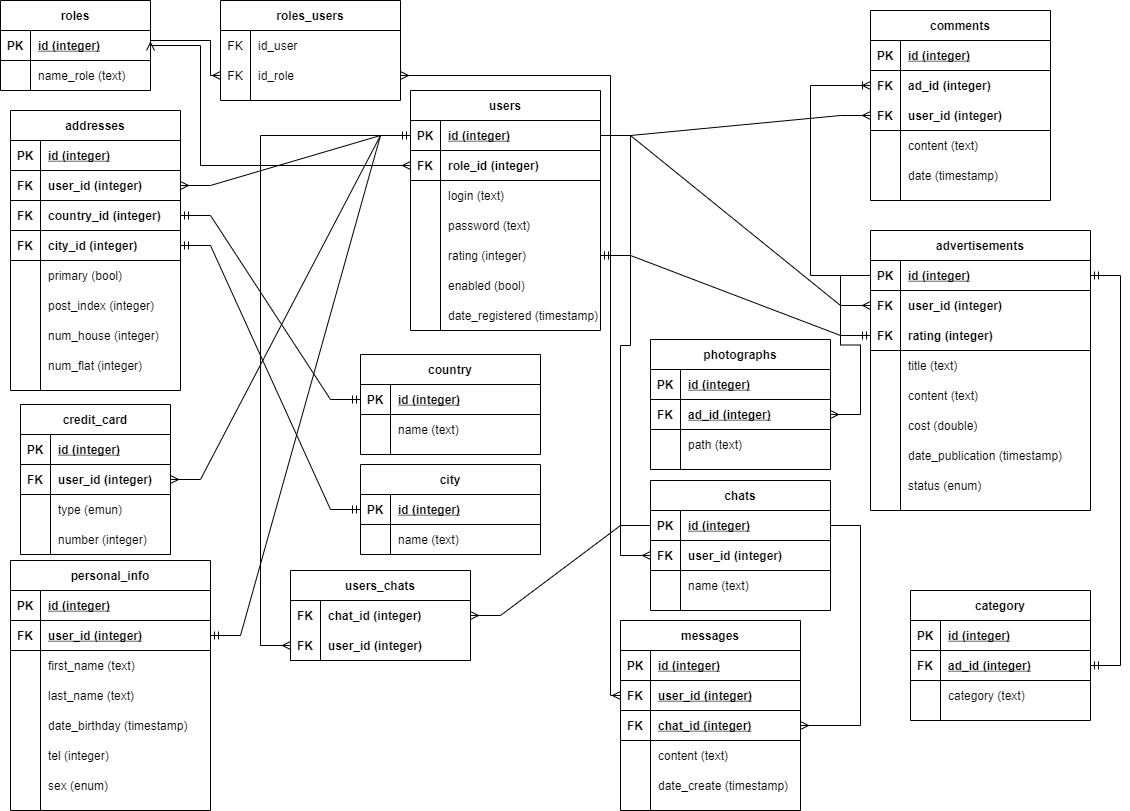 roles
PK id (integer)
name_role (text)
roles_users
FK id_user
FK id_role
users
PK id (integer)
FK role_id (integer)
login (text)
password (text)
rating (integer)
enabled (bool)
date_registered (timestamp)
comments
PK id (integer)
FK ad_id (integer)
FK user_id (integer)
content (text)
date (timestamp)
addresses
PK id (integer)
FK user_id (integer)
FK country_id (integer)
FK city_id (integer)
primary (bool)
post_index (integer)
num_house (integer)
num_flat (integer)
advertisements
PK id (integer)
FK user_id (integer)
FK rating (integer)
title (text)
content (text)
cost (double)
date_publication (timestamp)
status (enum)
country
PK id (integer)
name (text)
photographs
PK id (integer)
FK ad_id (integer)
path (text)
credit_card
PK id (integer)
FK user_id (integer)
type (emun)
number (integer)
city
PK id (integer)
name (text)
chats
PK id (integer)
FK user_id (integer)
name (text)
personal_info
PK id (integer)
FK user_id (integer)
first_name (text)
last_name (text)
date_birthday (timestamp)
tel (integer)
sex (enum)
users_chats
FK chat_id (integer)
FK user_id (integer)
messages
PK id (integer)
FK user_id (integer)
FK chat_id (integer)
content (text)
date_create (timestamp)
category
PK id (integer)
FK ad_id (integer)
category (text)